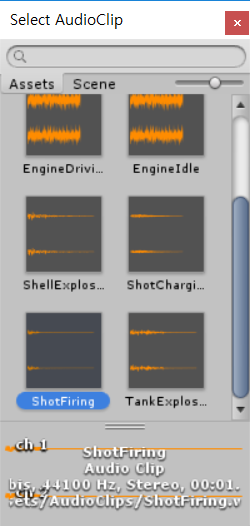 Select AudioClip
Assets Scene
EngineDrivi... EngineIdle
ShellExplos... ShotChargi...
ShotFiring TankExplos...
ch 1
ShotFiring
Audio Clip
bis, 44100 Hz, Stereo, 00:01.
ets/AudioClips/ShotFiring.v